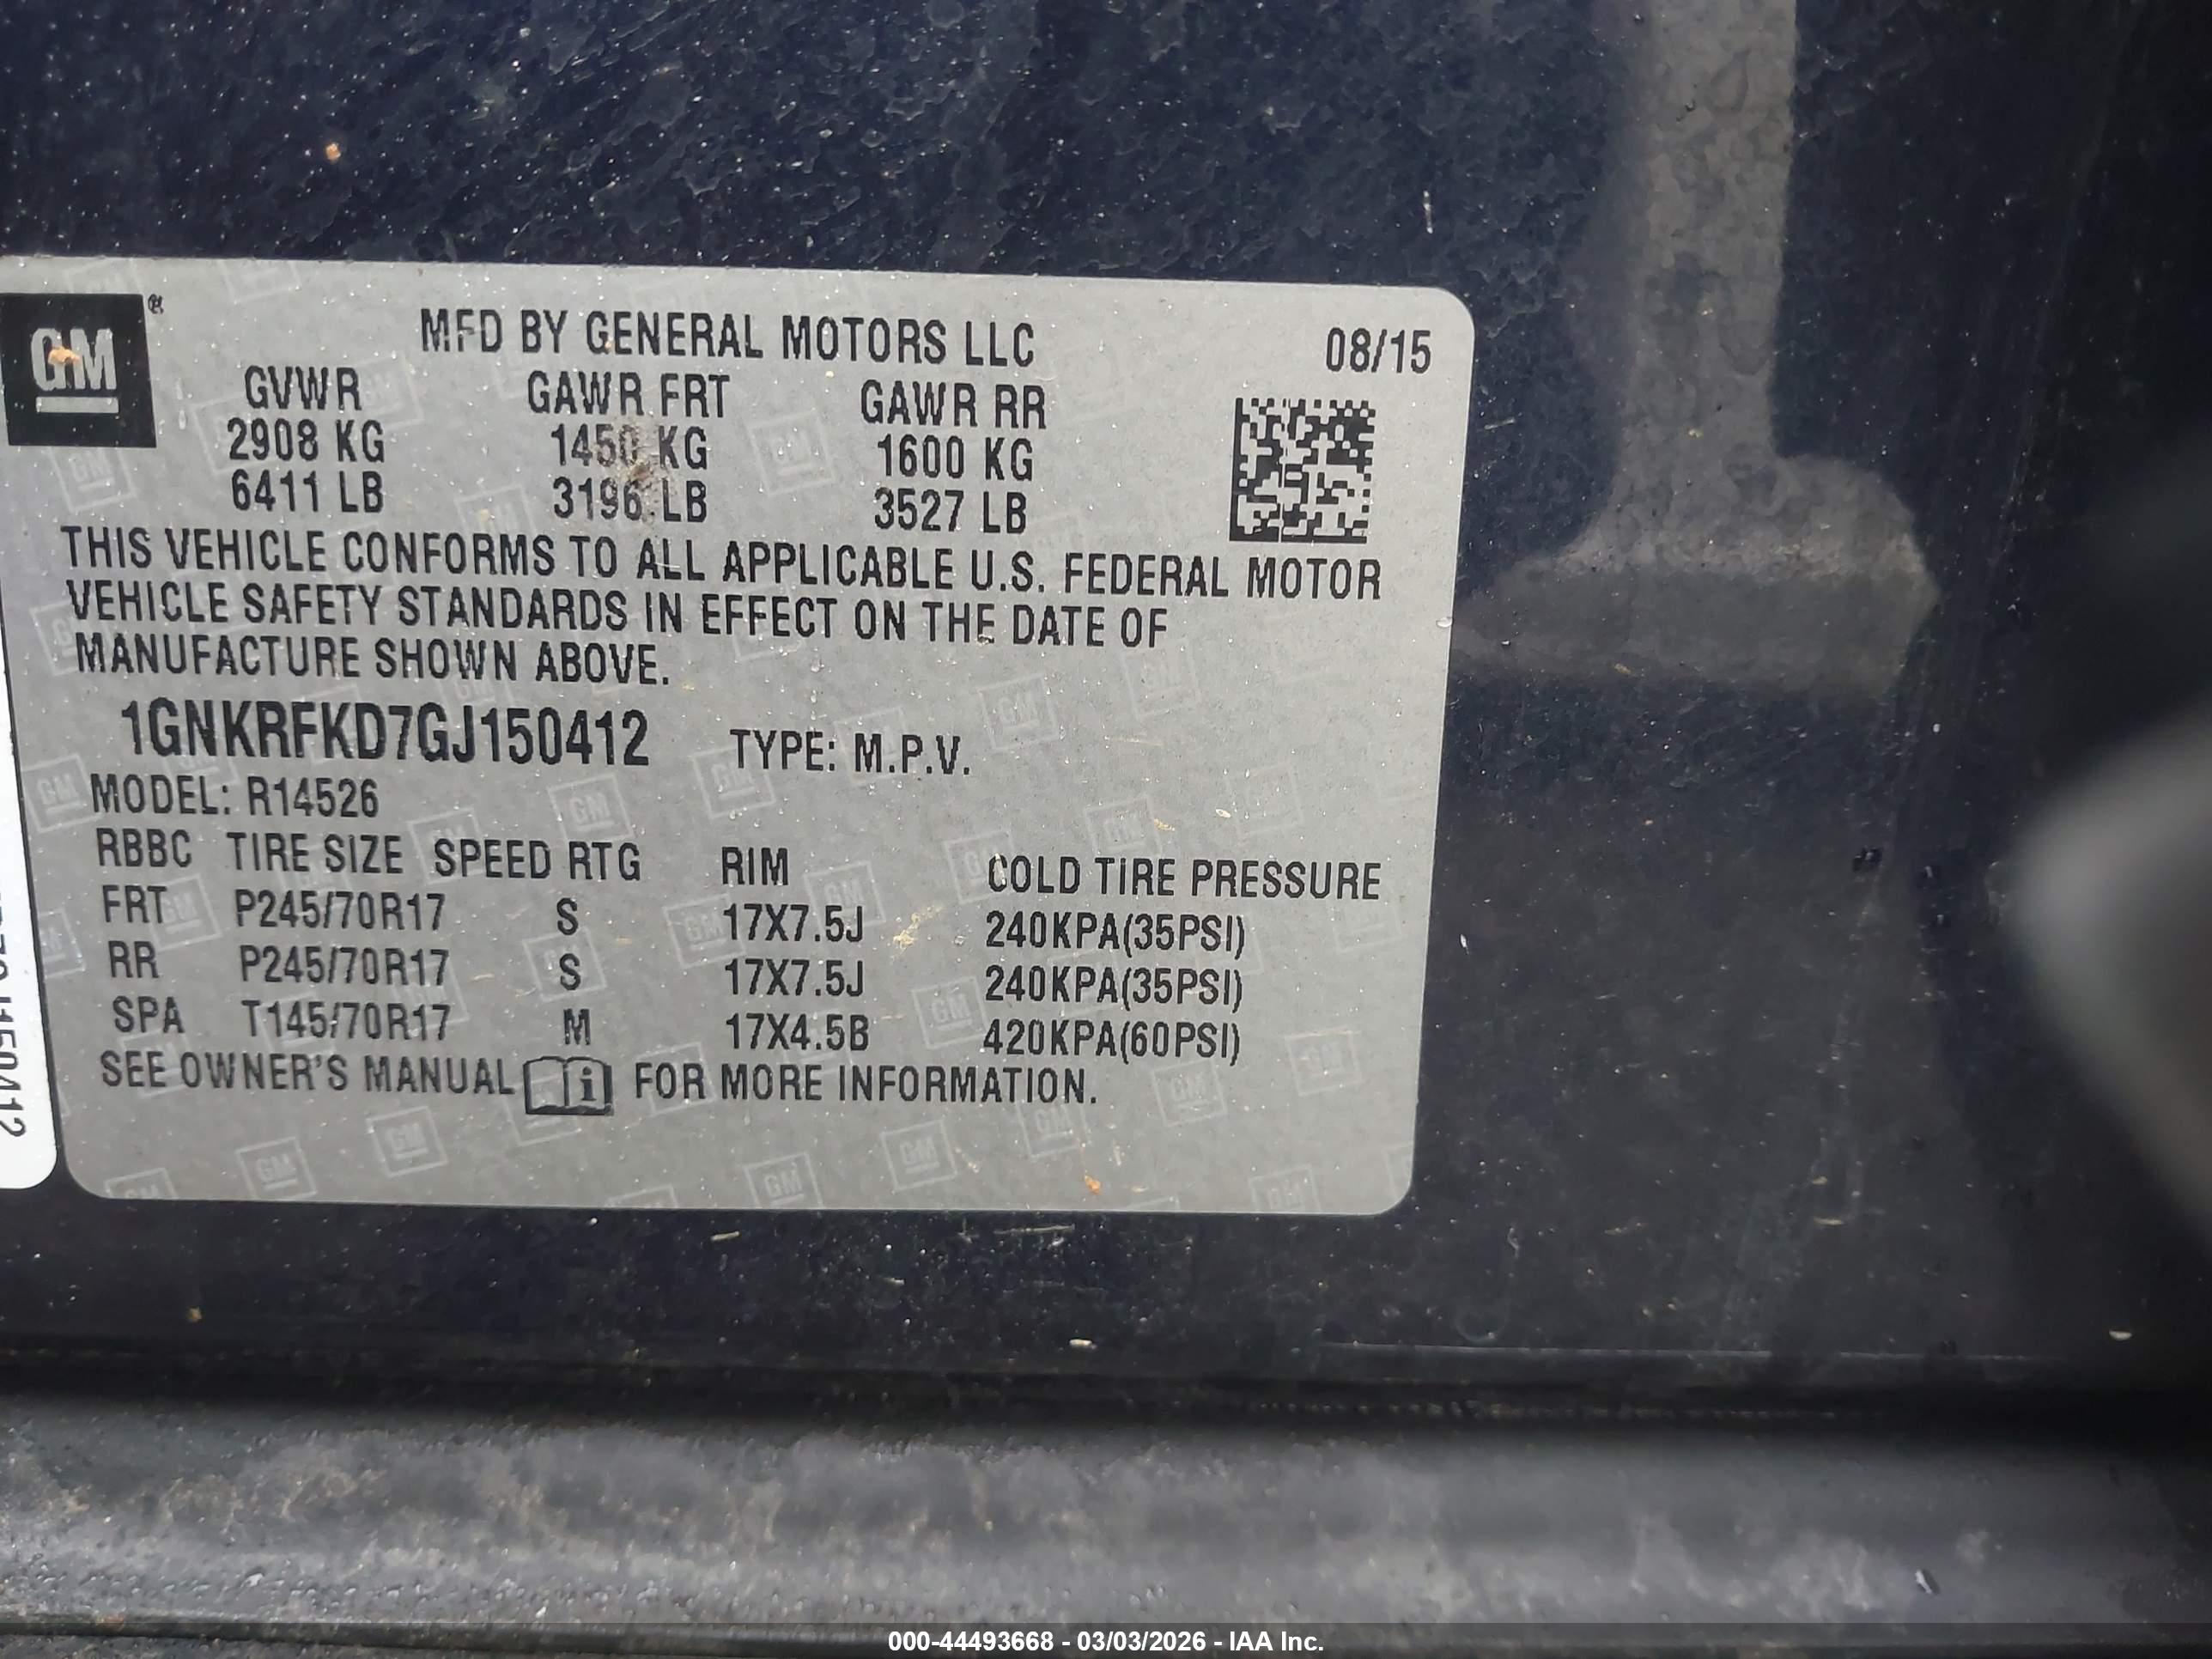 GM ®
MFD BY GENERAL MOTORS LLC 08/15
GVWR GAWR FRT GAWR RR
2908 KG 1450 KG 1600 KG
6411 LB 3196 LB 3527 LB
THIS VEHICLE CONFORMS TO ALL APPLICABLE U.S. FEDERAL MOTOR
VEHICLE SAFETY STANDARDS IN EFFECT ON THE DATE OF
MANUFACTURE SHOWN ABOVE.
1GNKRFKD7GJ150412 TYPE: M.P.V.
MODEL: R14526
RBBC TIRE SIZE SPEED RTG RIM COLD TIRE PRESSURE
FRT P245/70R17 S 17X7.5J 240KPA(35PSI)
RR P245/70R17 S 17X7.5J 240KPA(35PSI)
SPA T145/70R17 M 17X4.5B 420KPA(60PSI)
SEE OWNER'S MANUAL i FOR MORE INFORMATION.
000-44493668 - 03/03/2026 - IAA Inc.